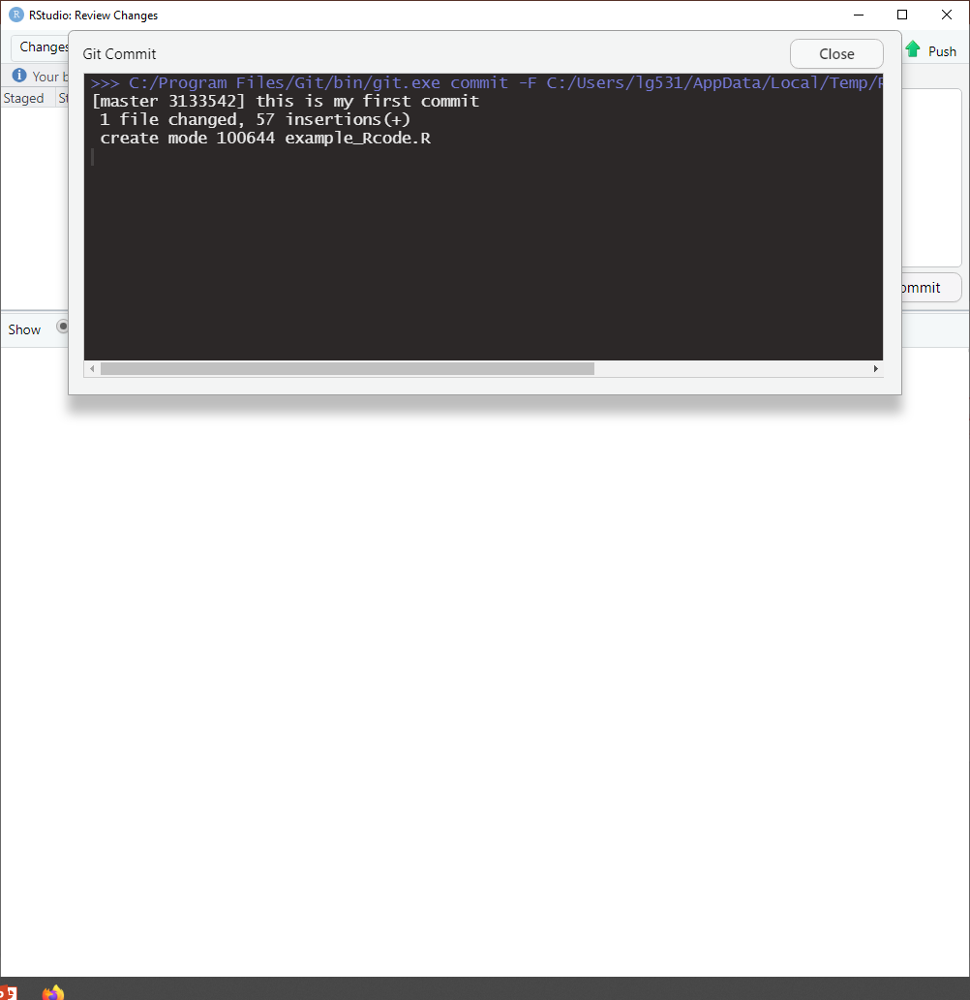 RStudio: Review Changes
Changes
Git Commit
Close
Push
Your
Staged
>>> C:/Program Files/Git/bin/git.exe commit -F C:/Users/lg531/AppData/Local/Temp/R
[master 3133542] this is my first commit
1 file changed, 57 insertions(+)
create mode 100644 example_Rcode.R
ommit
Show